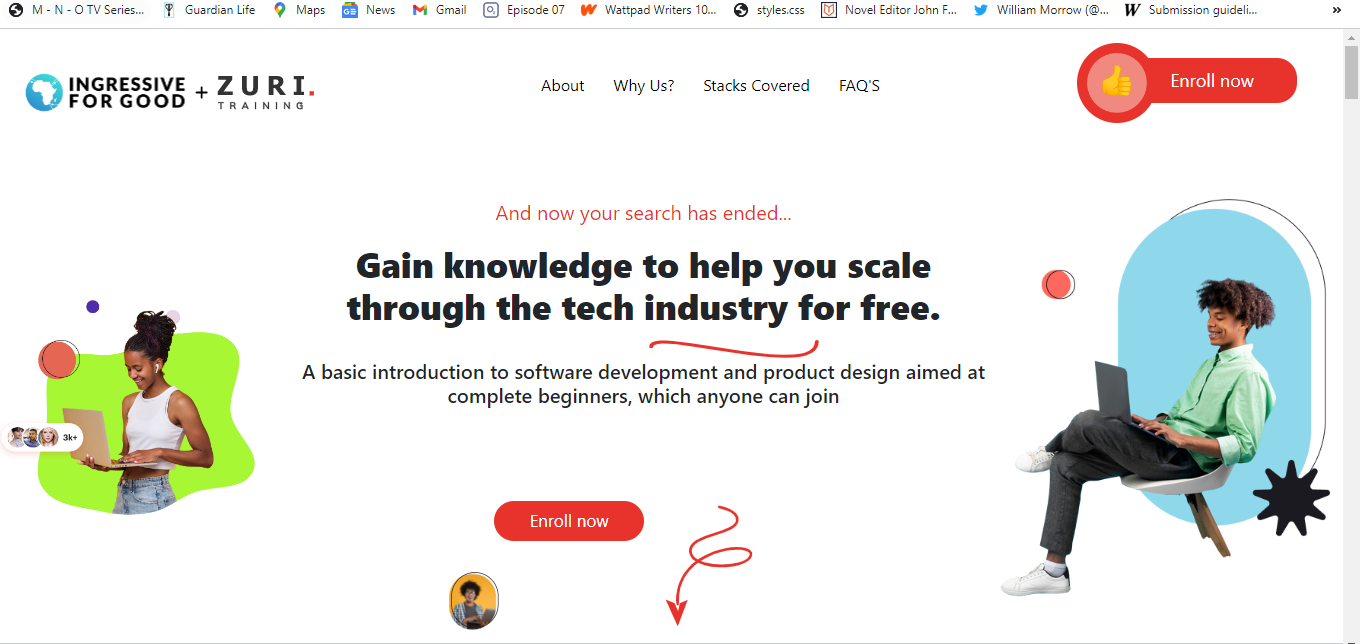 M - N - O TV Series...
Guardian Life
Maps
News
Gmail
Episode 07
Wattpad Writers 10...
styles.css
Novel Editor John F...
William Morrow (@...
Submission guideli...
»
INGRESSIVE
FOR GOOD
+
ZURI.
TRAINING
About
Why Us?
Stacks Covered
FAQ'S
Enroll now
And now your search has ended...
Gain knowledge to help you scale
through the tech industry for free.
A basic introduction to software development and product design aimed at
complete beginners, which anyone can join
3k+
Enroll now